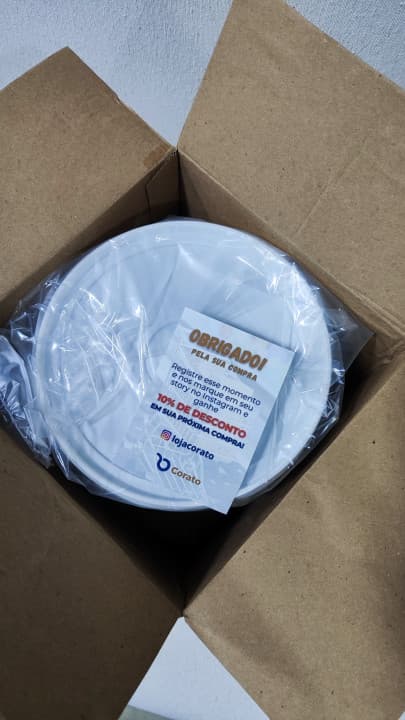 OBRIGADO!
PELA SUA COMPRA
Registre esse momento
e nos marque em seu
story no Instagram e
ganhe
10% DE DESCONTO
EM SUA PRÓXIMA COMPRA!
lojacorato
Corato